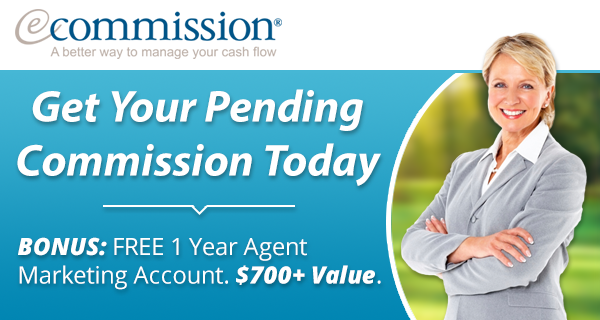 ecommission®
A better way to manage your cash flow
Get Your Pending
Commission Today
BONUS: FREE 1 Year Agent
Marketing Account. $700+ Value.